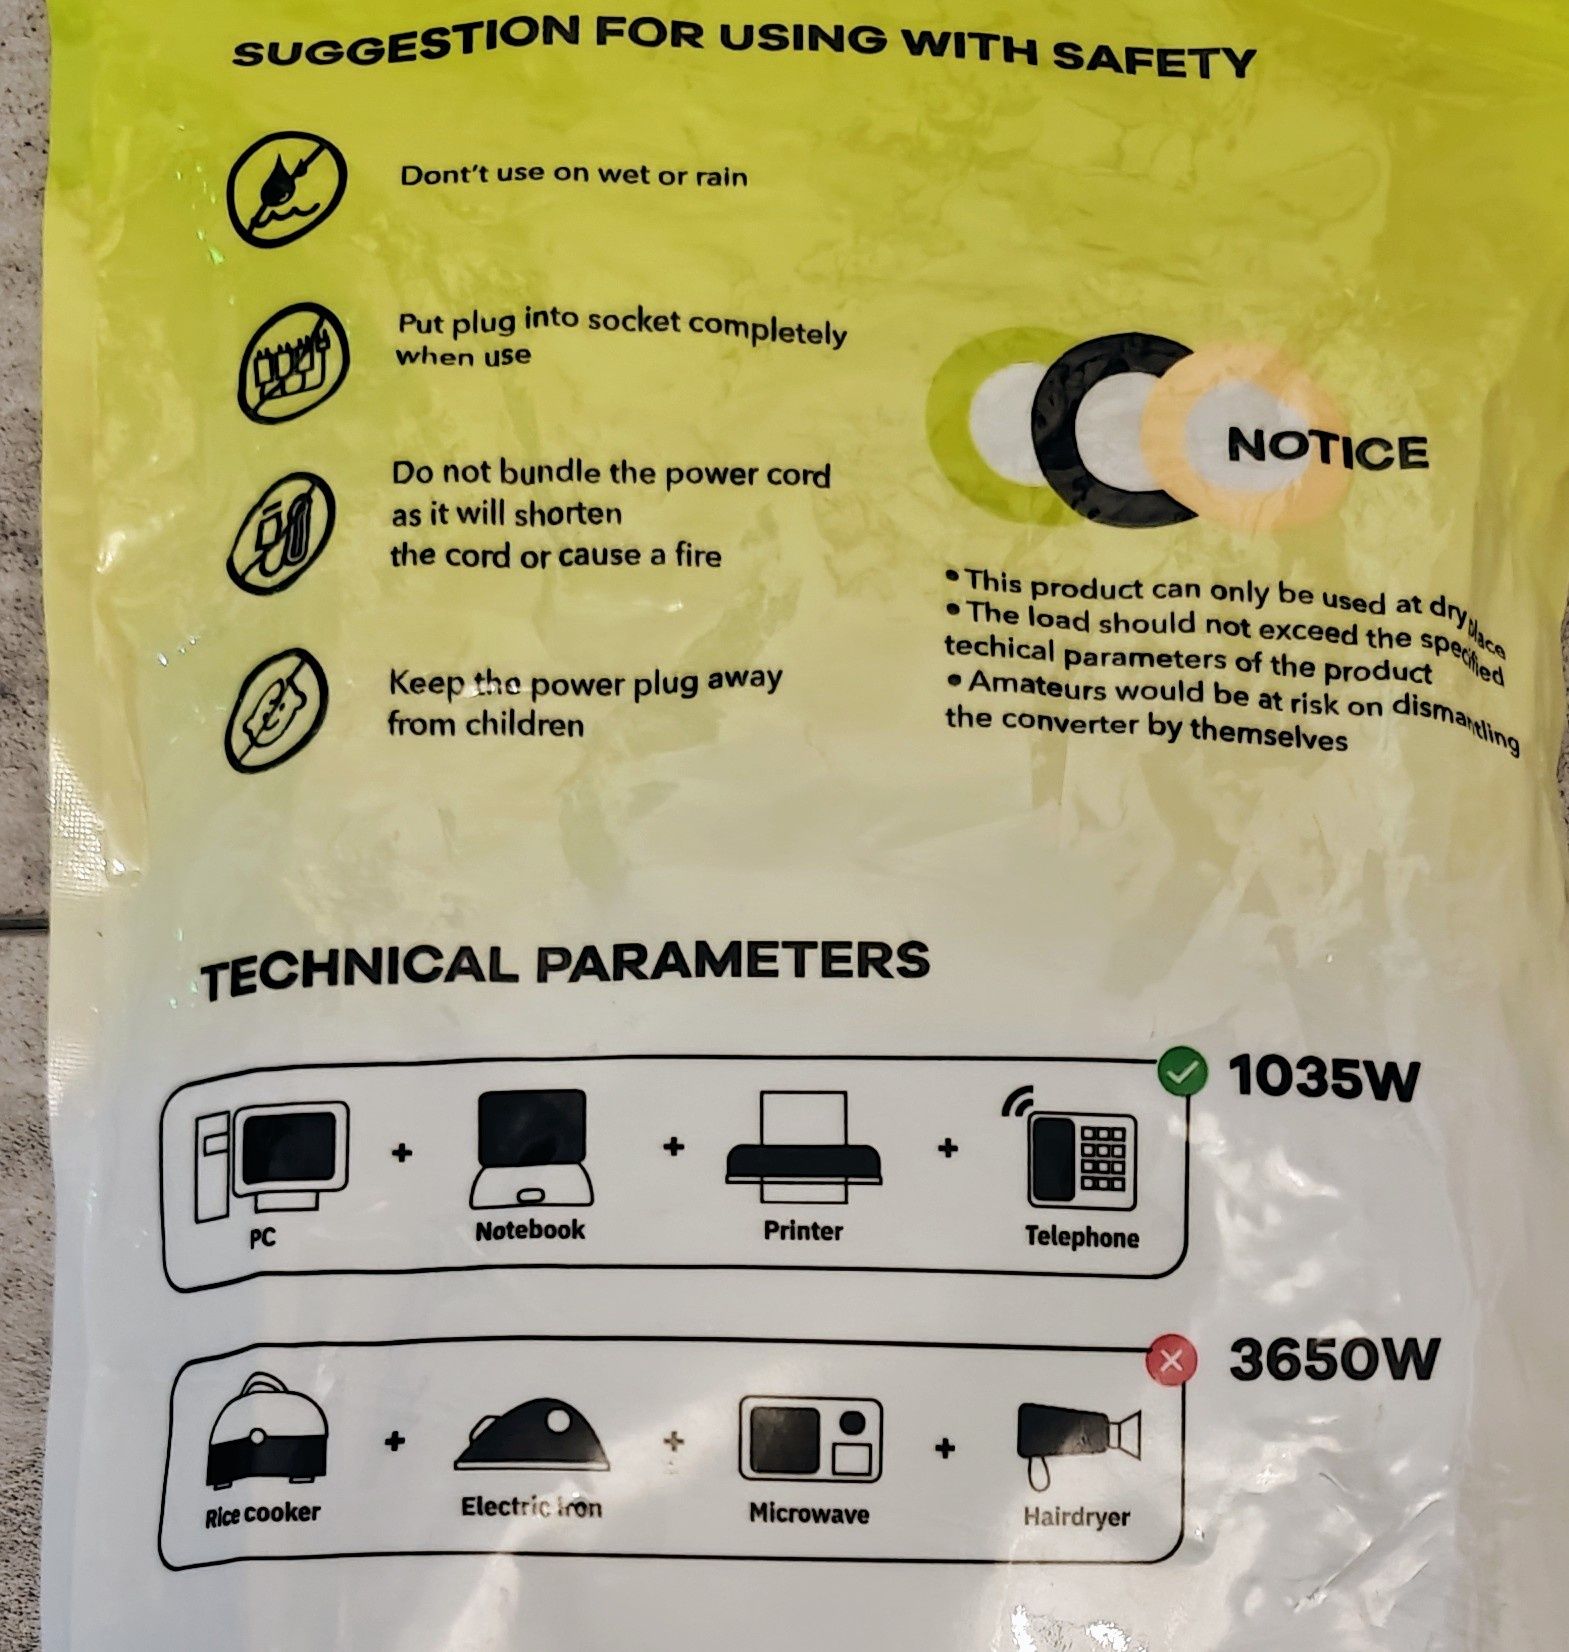 SUGGESTION FOR USING WITH SAFETY
Dont't use on wet or rain
Put plug into socket completely
when use
Do not bundle the power cord
as it will shorten
the cord or cause a fire
Keep the power plug away
from children
NOTICE
•This product can only be used at dry place
•The load should not exceed the specified
techical parameters of the product
•Amateurs would be at risk on dismantling
the converter by themselves
TECHNICAL PARAMETERS
1035W
PC + Notebook + Printer + Telephone
3650W
Rice cooker + Electric iron + Microwave + Hairdryer